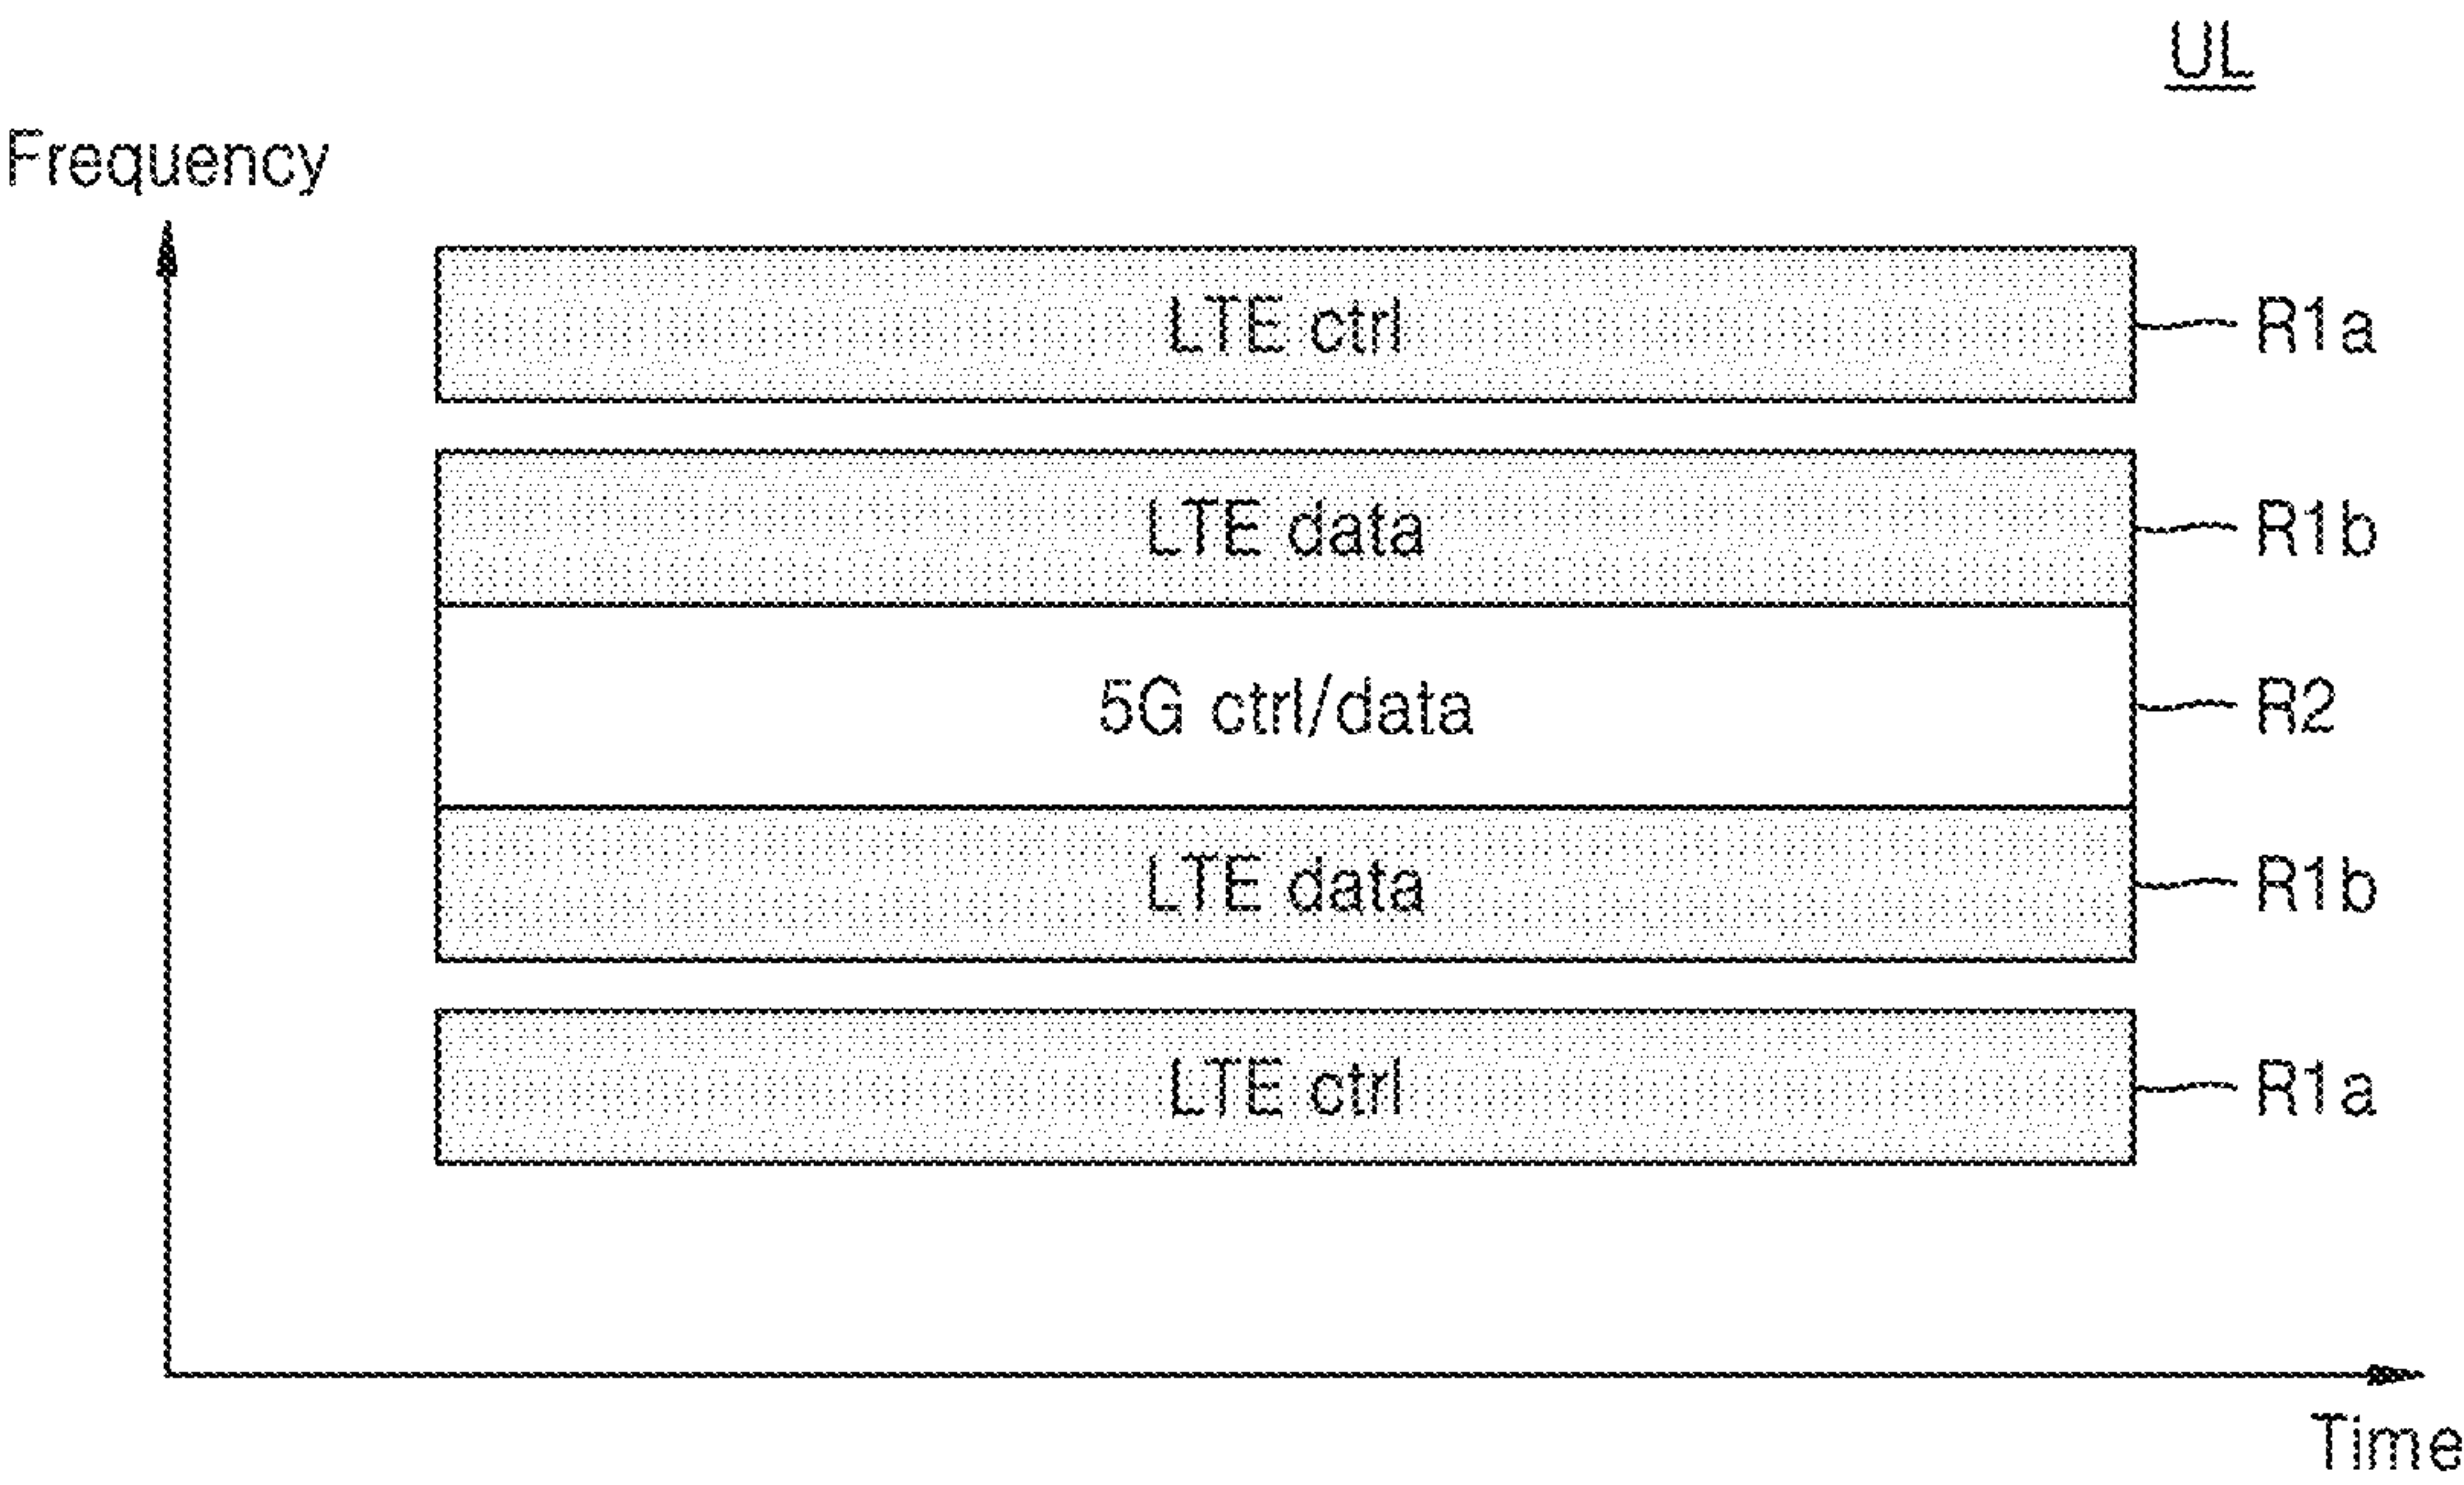 UL
Frequency
LTE ctrl R1a
LTE data R1b
5G ctrl/data R2
LTE data R1b
LTE ctrl R1a
Time